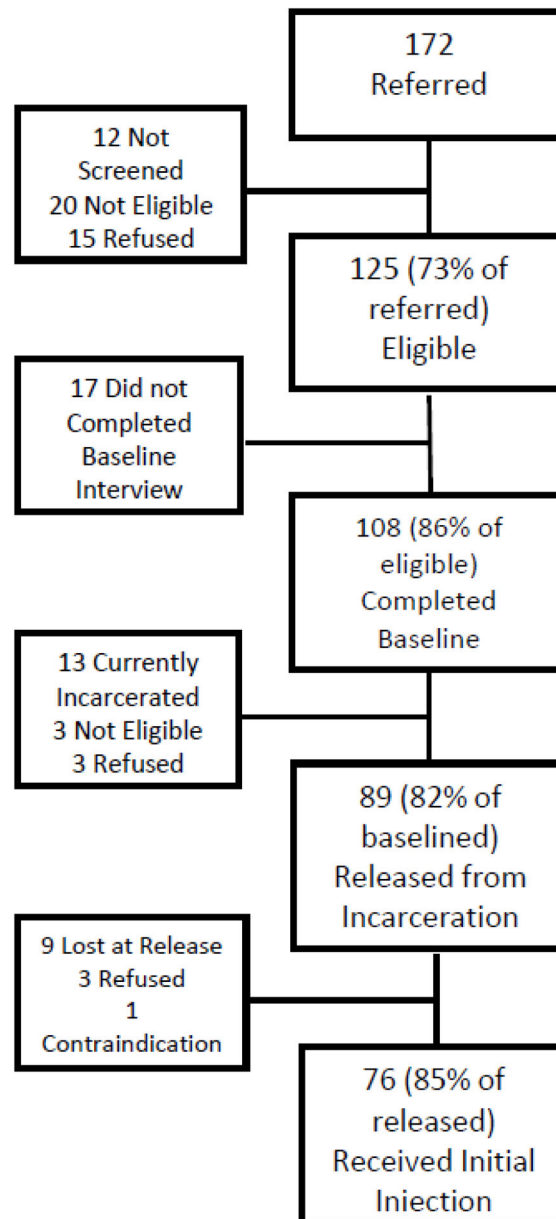 172
Referred
12 Not
Screened
20 Not Eligible
15 Refused
125 (73% of
referred)
Eligible
17 Did not
Completed
Baseline
Interview
108 (86% of
eligible)
Completed
Baseline
13 Currently
Incarcerated
3 Not Eligible
3 Refused
89 (82% of
baselined)
Released from
Incarceration
9 Lost at Release
3 Refused
1
Contraindication
76 (85% of
released)
Received Initial
Injection